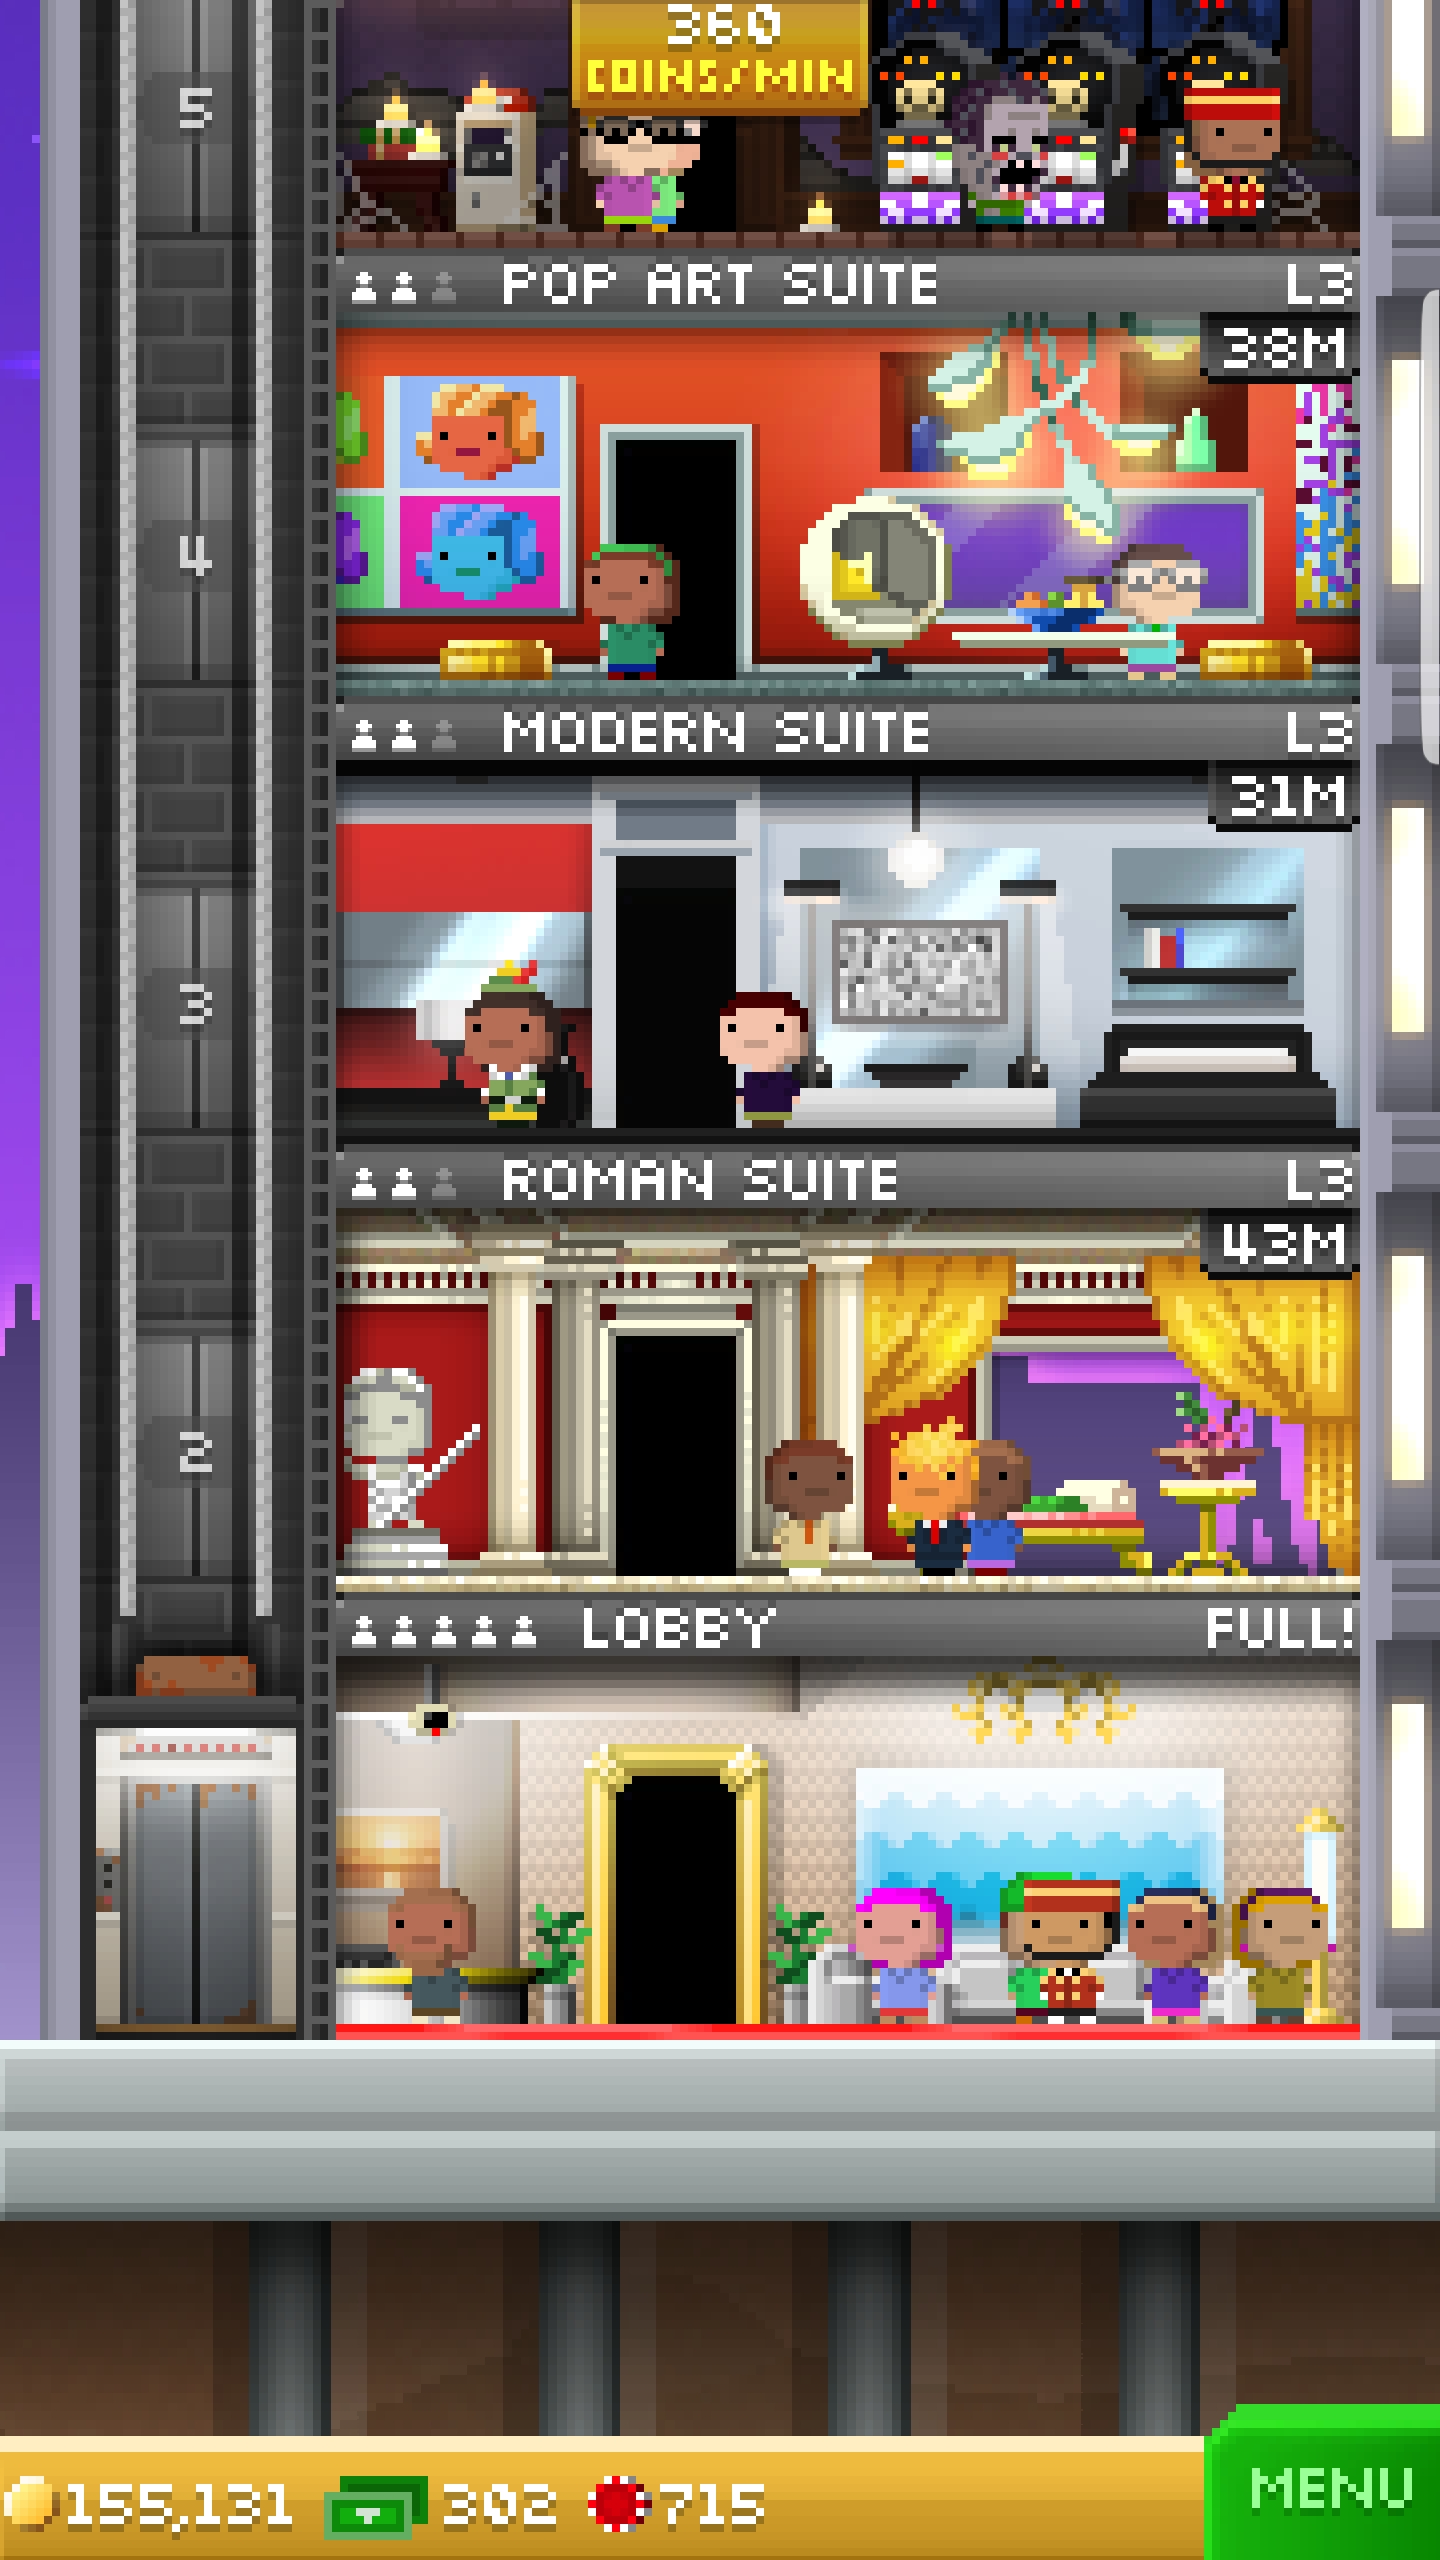 360
COINS/MIN
5
POP ART SUITE L3
38M
4
MODERN SUITE L3
31M
3
ROMAN SUITE L3
43M
2
LOBBY FULL!
155,131 302 715 MENU